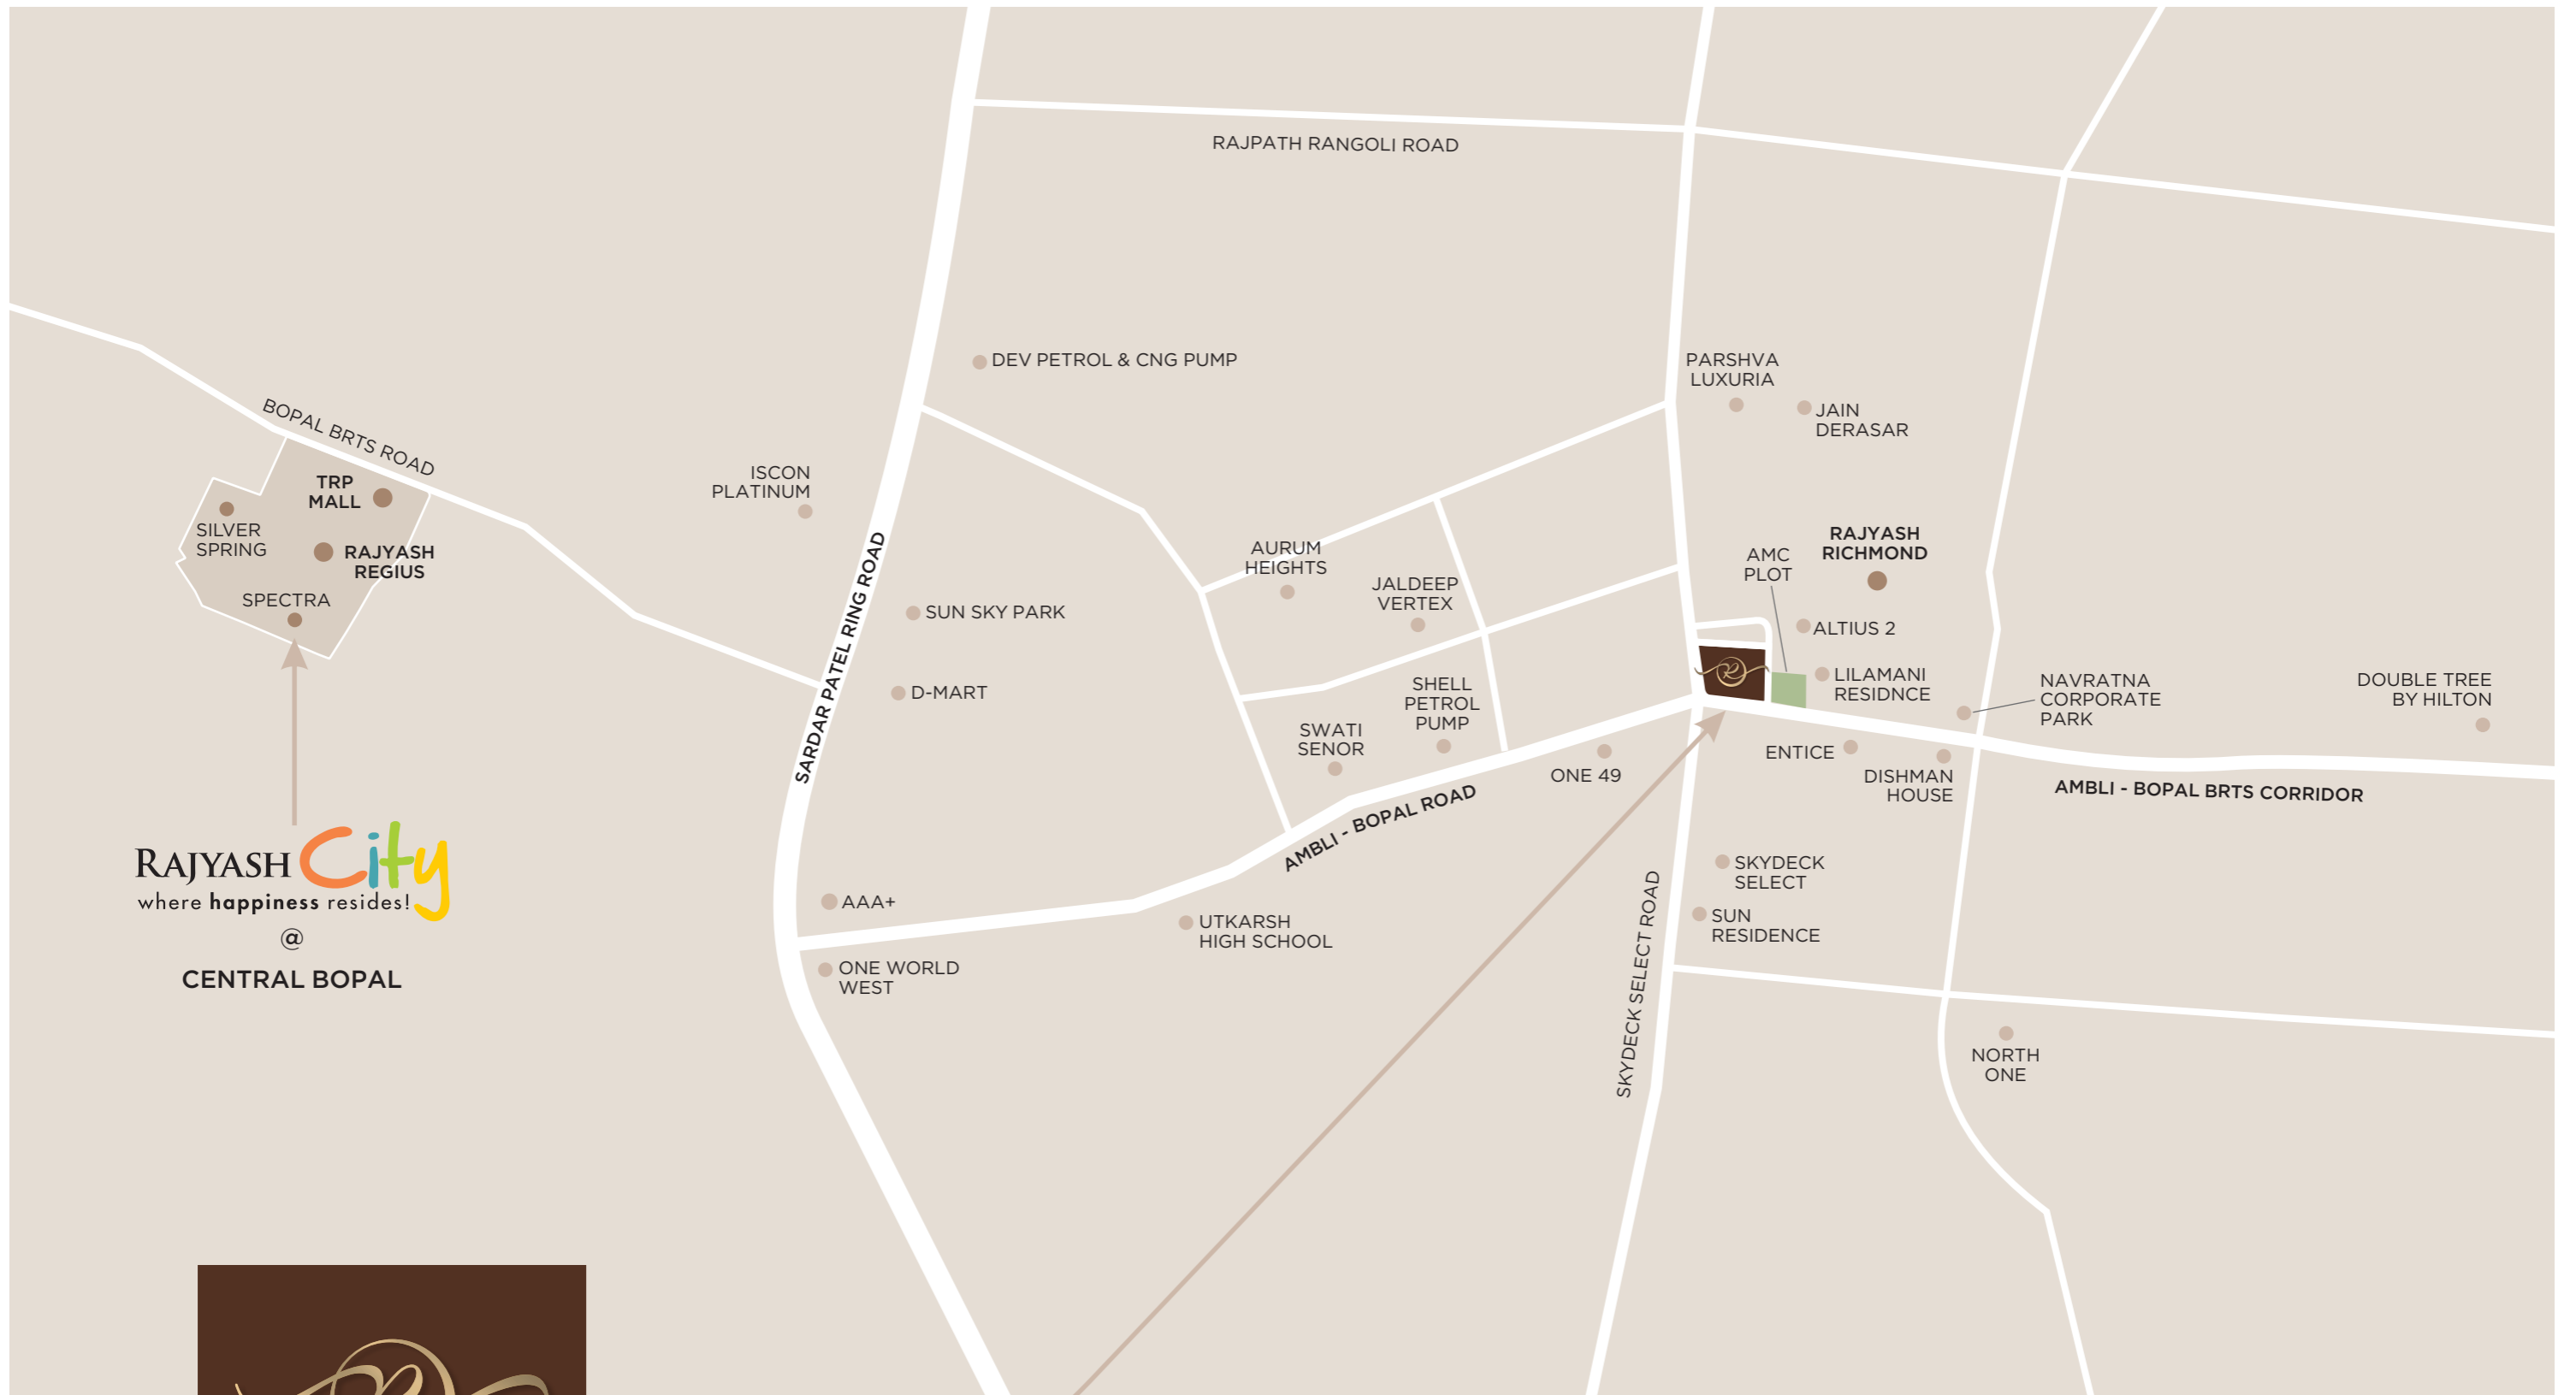 RAJPATH RANGOLI ROAD
DEV PETROL & CNG PUMP
PARSHVA
LUXURIA
JAIN
DERASAR
BOPAL BRTS ROAD
TRP
MALL
SILVER
SPRING
RAJYASH
REGIUS
SPECTRA
ISCON
PLATINUM
SARDAR PATEL RING ROAD
SUN SKY PARK
D-MART
AURUM
HEIGHTS
JALDEEP
VERTEX
SHELL
PETROL
PUMP
SWATI
SENOR
ONE 49
AMC
PLOT
RAJYASH
RICHMOND
ALTIUS 2
LILAMANI
RESIDNCE
NAVRATNA
CORPORATE
PARK
DOUBLE TREE
BY HILTON
ENTICE
DISHMAN
HOUSE
AMBLI - BOPAL BRTS CORRIDOR
AMBLI - BOPAL ROAD
SKYDECK
SELECT
SUN
RESIDENCE
SKYDECK SELECT ROAD
AAA+
UTKARSH
HIGH SCHOOL
ONE WORLD
WEST
NORTH
ONE
RAJYASH City
where happiness resides!
@
CENTRAL BOPAL